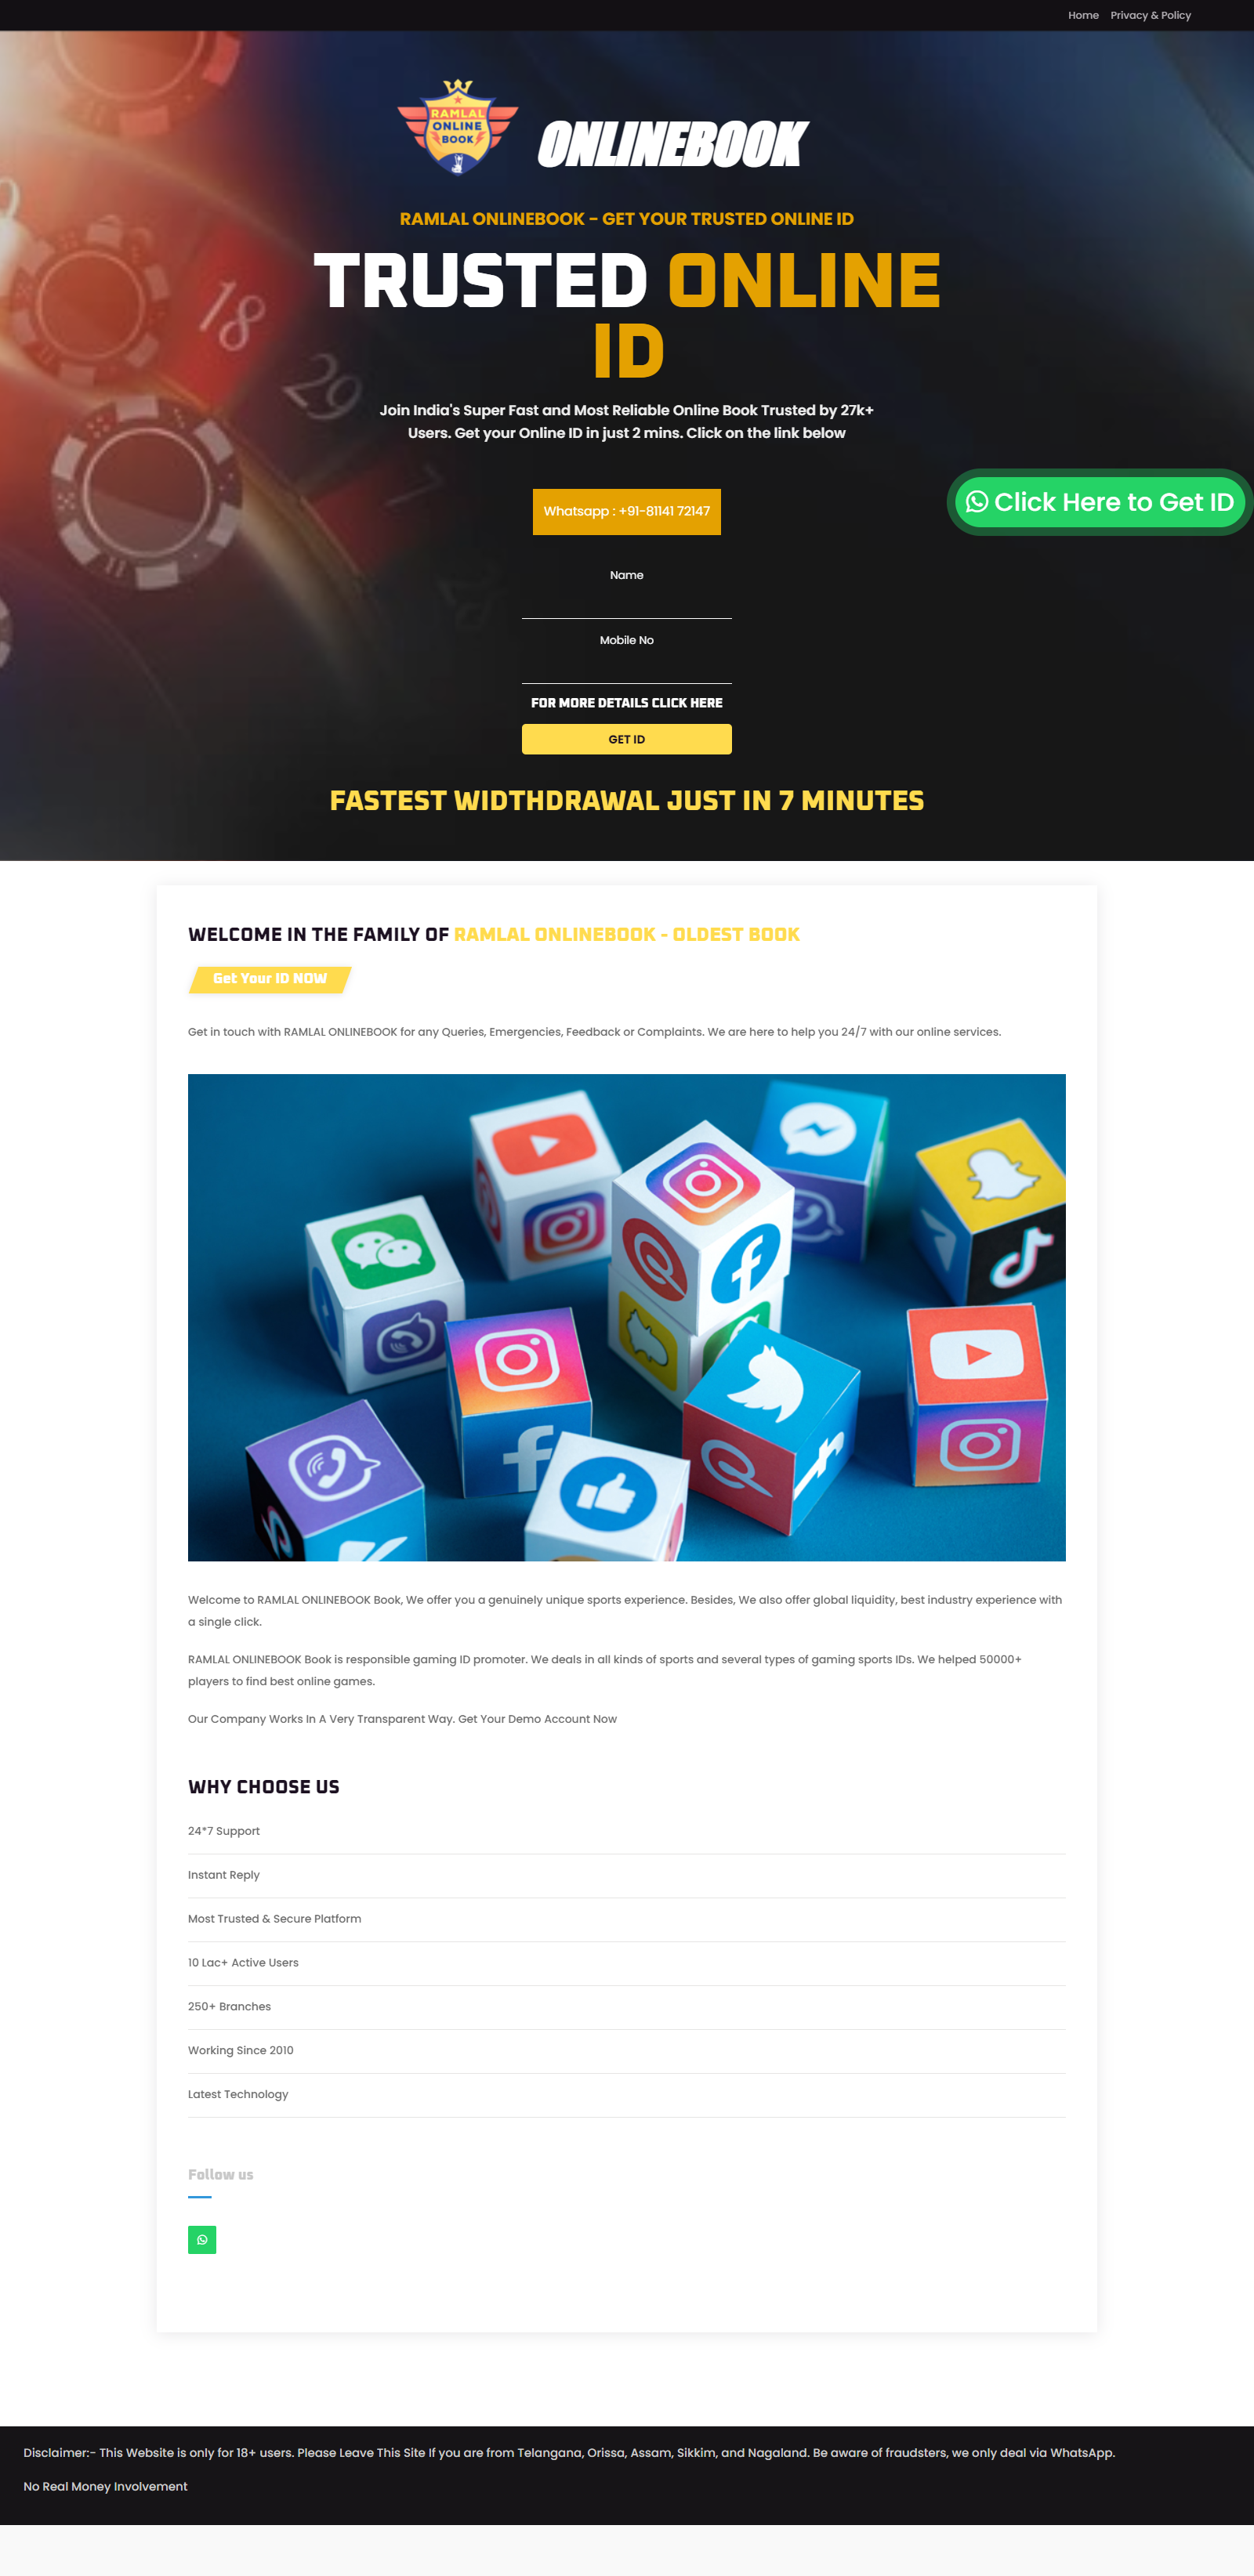 Home Privacy & Policy
RAMLAL
ONLINE
BOOK
ONLINEBOOK
RAMLAL ONLINEBOOK - GET YOUR TRUSTED ONLINE ID
TRUSTED ONLINE
ID
Join India's Super Fast and Most Reliable Online Book Trusted by 27k+
Users. Get your Online ID in just 2 mins. Click on the link below
Click Here to Get ID
Whatsapp : +91-81141 72147
18
20
Name
Mobile No
FOR MORE DETAILS CLICK HERE
GET ID
FASTEST WIDTHDRAWAL JUST IN 7 MINUTES
WELCOME IN THE FAMILY OF RAMLAL ONLINEBOOK - OLDEST BOOK
Get Your ID NOW
Get in touch with RAMLAL ONLINEBOOK for any Queries, Emergencies, Feedback or Complaints. We are here to help you 24/7 with our online services.
Welcome to RAMLAL ONLINEBOOK Book, We offer you a genuinely unique sports experience. Besides, We also offer global liquidity, best industry experience with
a single click.
RAMLAL ONLINEBOOK Book is responsible gaming ID promoter. We deals in all kinds of sports and several types of gaming sports IDs. We helped 50000+
players to find best online games.
Our Company Works In A Very Transparent Way. Get Your Demo Account Now
WHY CHOOSE US
24*7 Support
Instant Reply
Most Trusted & Secure Platform
10 Lac+ Active Users
250+ Branches
Working Since 2010
Latest Technology
Follow us
Disclaimer:- This Website is only for 18+ users. Please Leave This Site If you are from Telangana, Orissa, Assam, Sikkim, and Nagaland. Be aware of fraudsters, we only deal via WhatsApp.
No Real Money Involvement